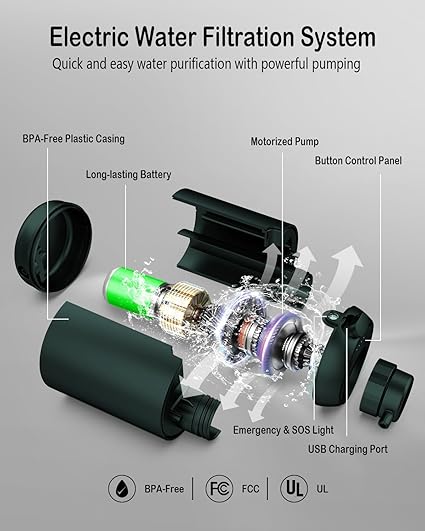 Electric Water Filtration System
Quick and easy water purification with powerful pumping
BPA-Free Plastic Casing
Motorized Pump
Button Control Panel
Long-lasting Battery
Emergency & SOS Light
USB Charging Port
BPA-Free
FC FCC
UL UL